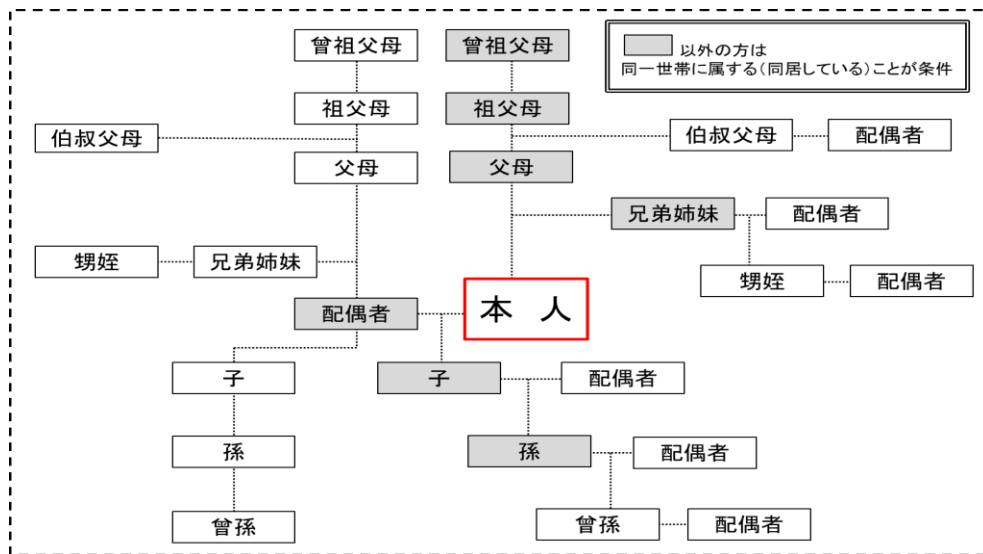 曾祖父母
曾祖父母
以外の方は
同一世帯に属する(同居している)ことが条件
祖父母
祖父母
伯叔父母
伯叔父母
配偶者
父母
父母
兄弟姉妹
配偶者
甥姪
兄弟姉妹
甥姪
配偶者
配偶者
本 人
子
子
配偶者
孫
孫
配偶者
曾孫
曾孫
配偶者